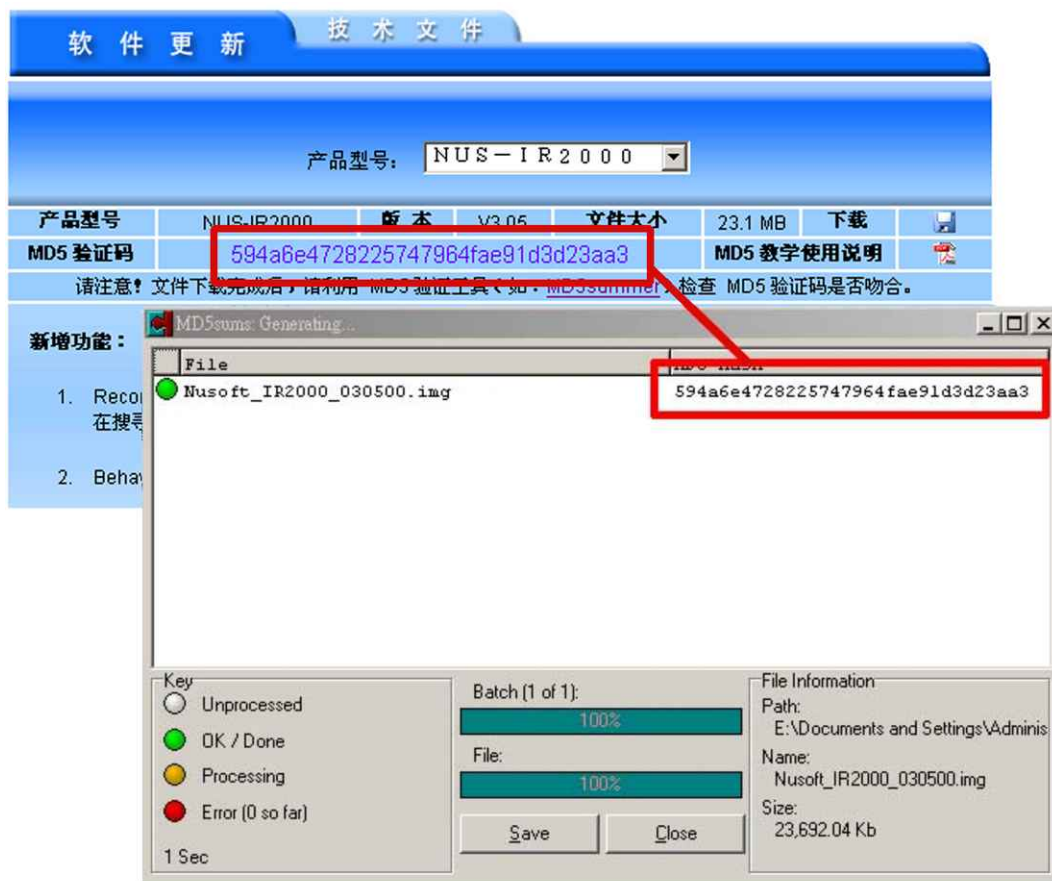 软件更新
技术文件
产品型号: NUS-IR2000
产品型号 NUS-IR2000 版本 V3.05 文件大小 23.1 MB 下载
MD5 验证码 594a6e4728225747964fae91d3d23aa3 MD5 教学使用说明
请注意! 文件下载完成后,请利用 MD5 验证工具(如: MD5summer) 检查 MD5 验证码是否吻合。
新增功能:
1. Recor
在搜寻
2. Behav
MD5sums: Generating...
File MD5 Hash
Nusoft_IR2000_030500.img 594a6e4728225747964fae91d3d23aa3
Key
Unprocessed
OK / Done
Processing
Error (0 so far)
1 Sec
Batch (1 of 1):
100%
File:
100%
Save Close
File Information
Path:
E:\Documents and Settings\Adminis
Name:
Nusoft_IR2000_030500.img
Size:
23,692.04 Kb